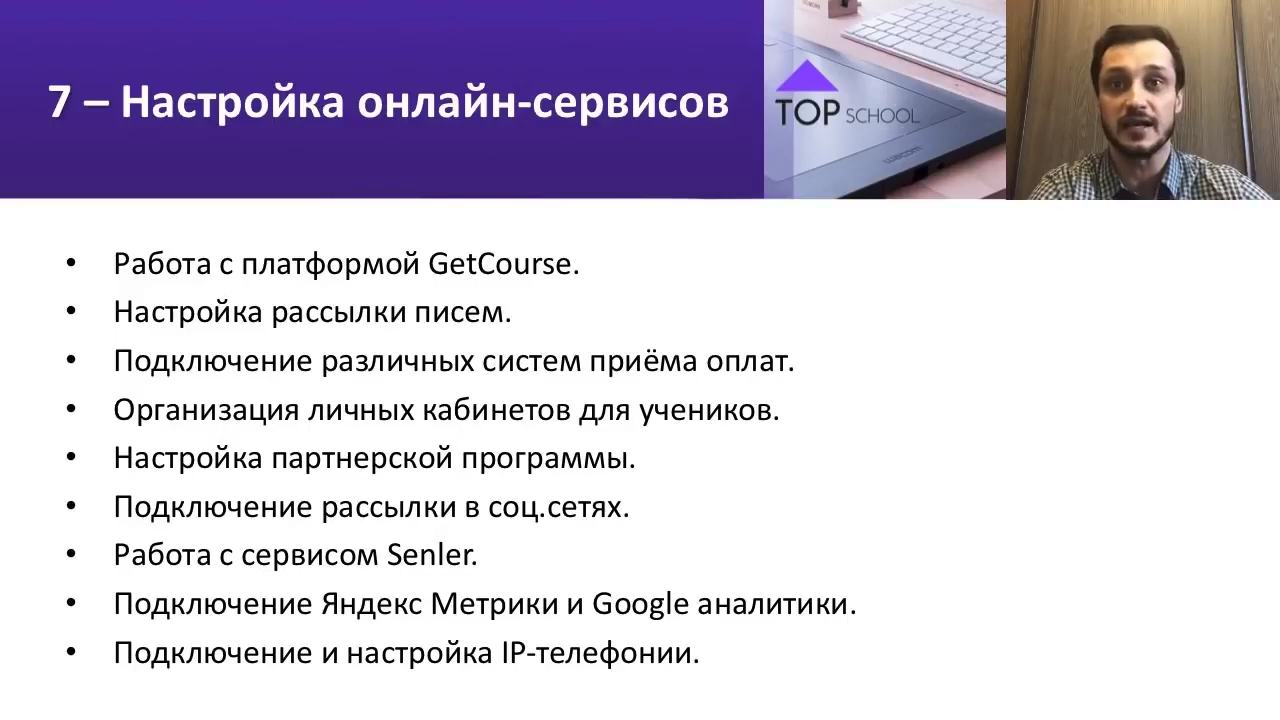 7 – Настройка онлайн-сервисов
TOP SCHOOL
wacom
• Работа с платформой GetCourse.
• Настройка рассылки писем.
• Подключение различных систем приёма оплат.
• Организация личных кабинетов для учеников.
• Настройка партнерской программы.
• Подключение рассылки в соц.сетях.
• Работа с сервисом Senler.
• Подключение Яндекс Метрики и Google аналитики.
• Подключение и настройка IP-телефонии.